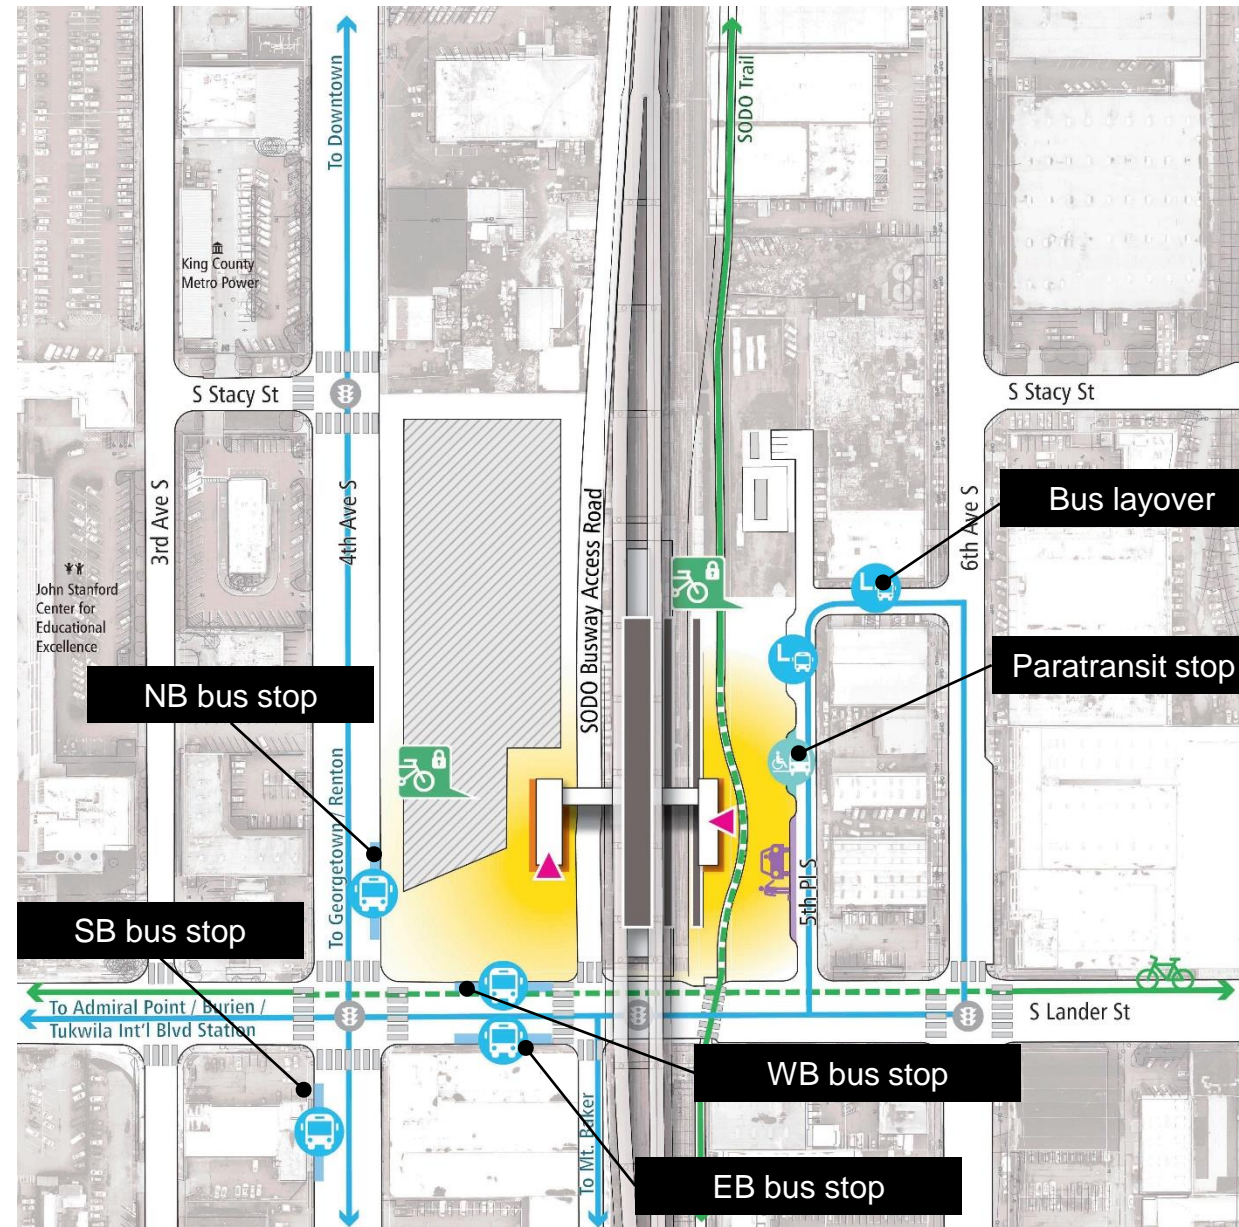 To Downtown
SODO Trail
King County
Metro Power
S Stacy St
S Stacy St
3rd Ave S
4th Ave S
SODO Busway Access Road
6th Ave S
Bus layover
L
John Stanford
Center for
Educational
Excellence
L
Paratransit stop
NB bus stop
To Georgetown / Renton
5th Pl S
SB bus stop
To Admiral Point / Burien /
Tukwila Int'l Blvd Station
S Lander St
WB bus stop
To Mt. Baker
EB bus stop